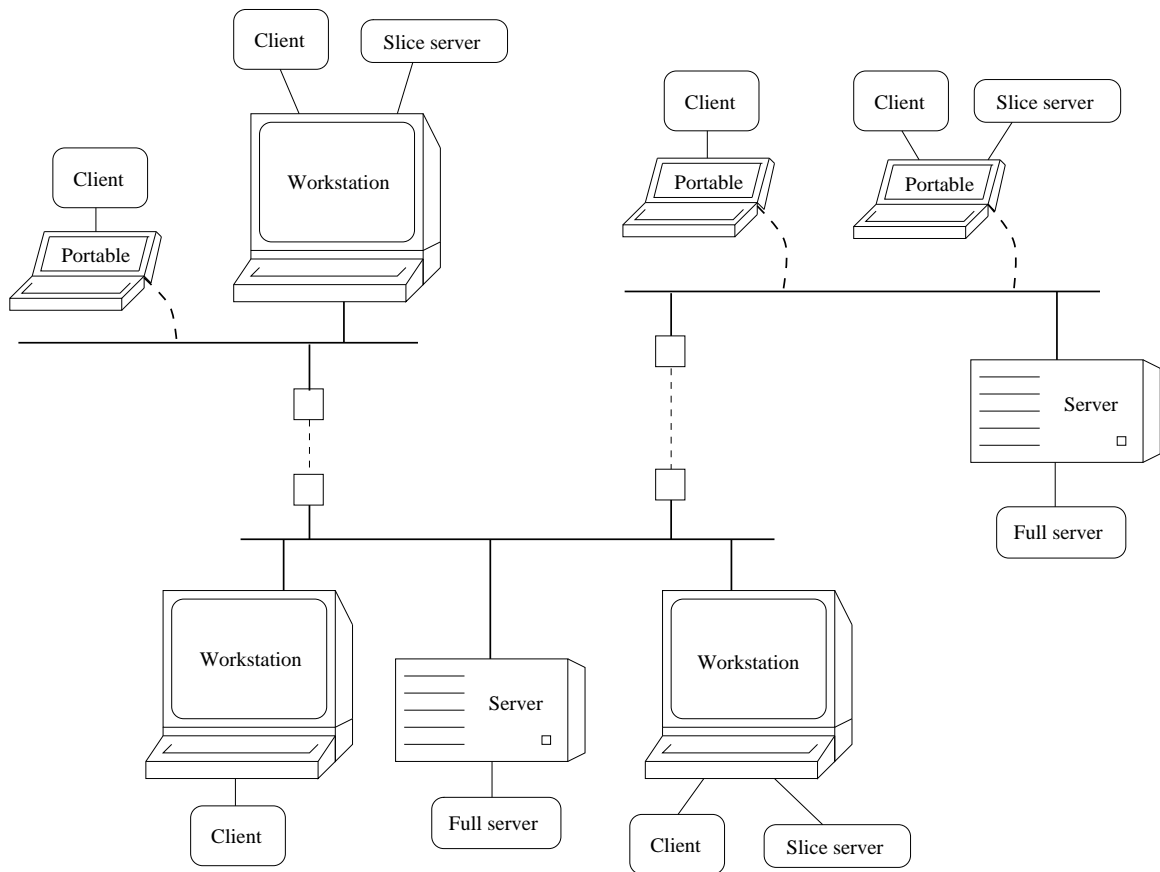 Client
Slice server
Client
Client
Slice server
Client
Workstation
Portable
Portable
Portable
Server
Full server
Workstation
Server
Workstation
Client
Full server
Client
Slice server